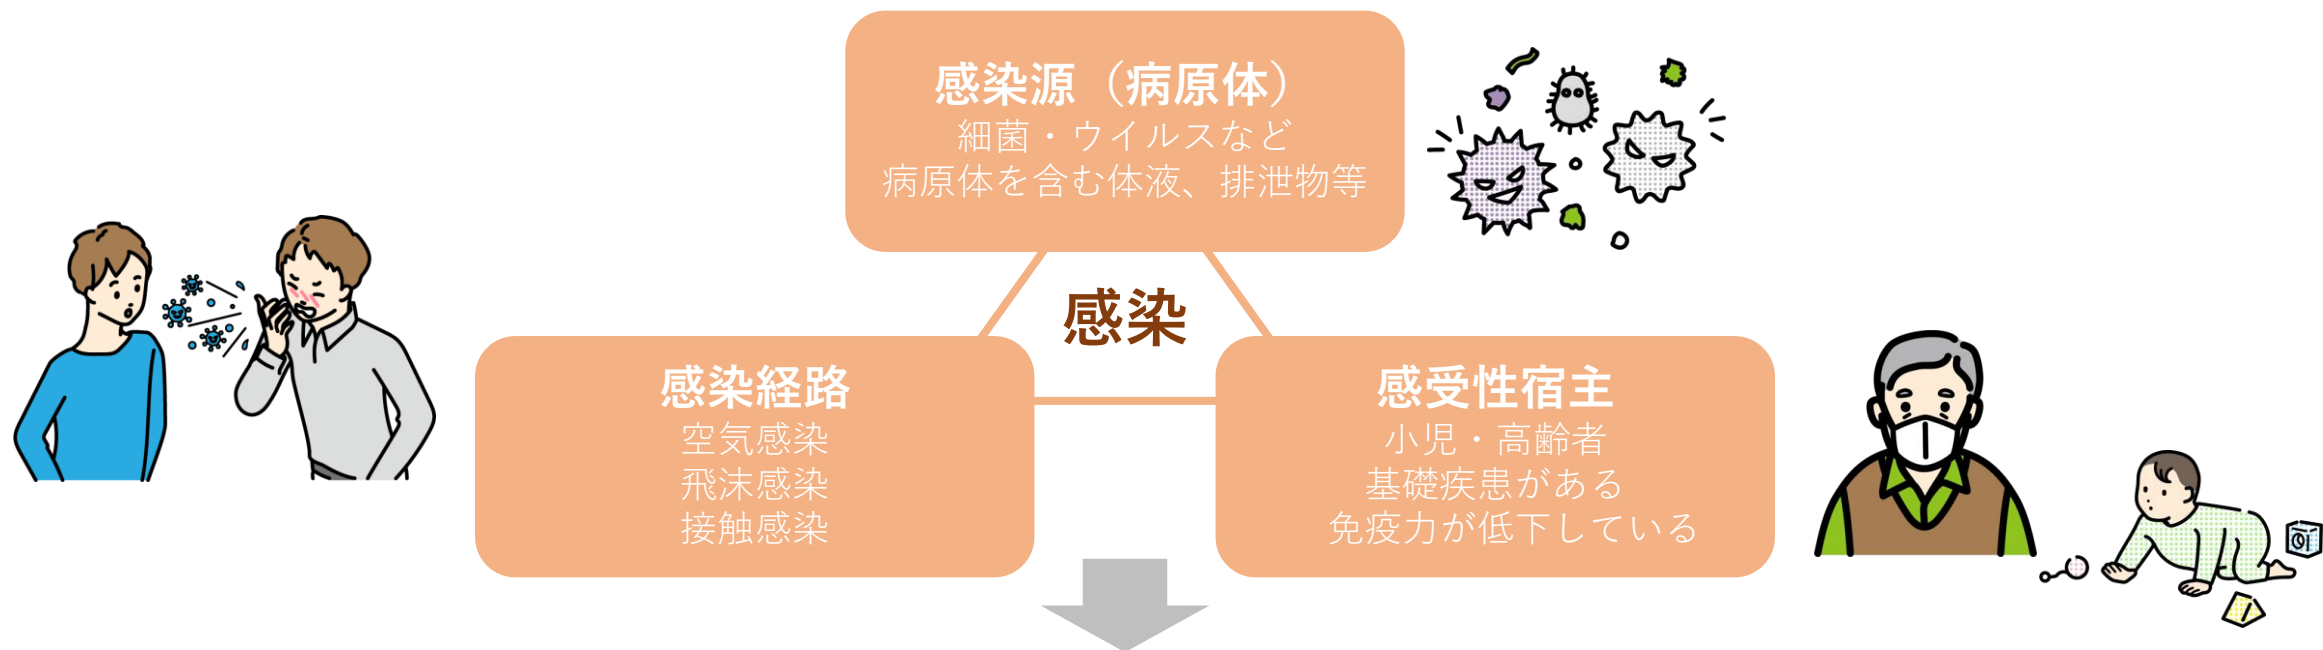 感染源（病原体）
細菌・ウイルスなど
病原体を含む体液、排泄物等
感染
感染経路
空気感染
飛沫感染
接触感染
感受性宿主
小児・高齢者
基礎疾患がある
免疫力が低下している